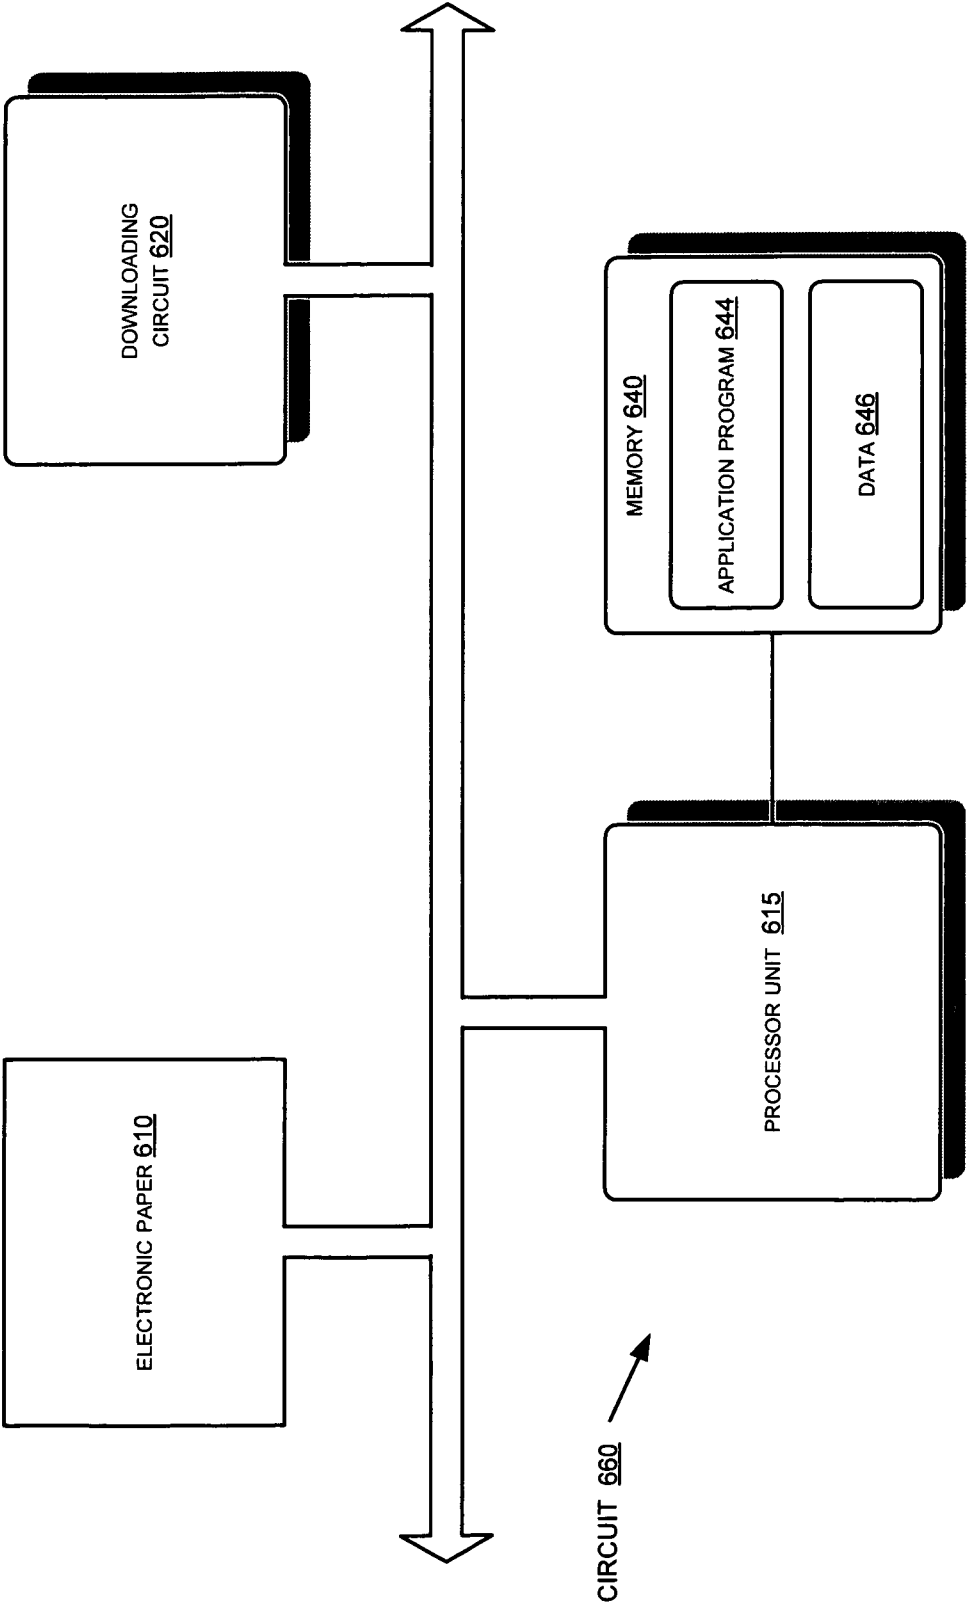 ELECTRONIC PAPER 610
DOWNLOADING
CIRCUIT 620
PROCESSOR UNIT 615
MEMORY 640
APPLICATION PROGRAM 644
DATA 646
CIRCUIT 660